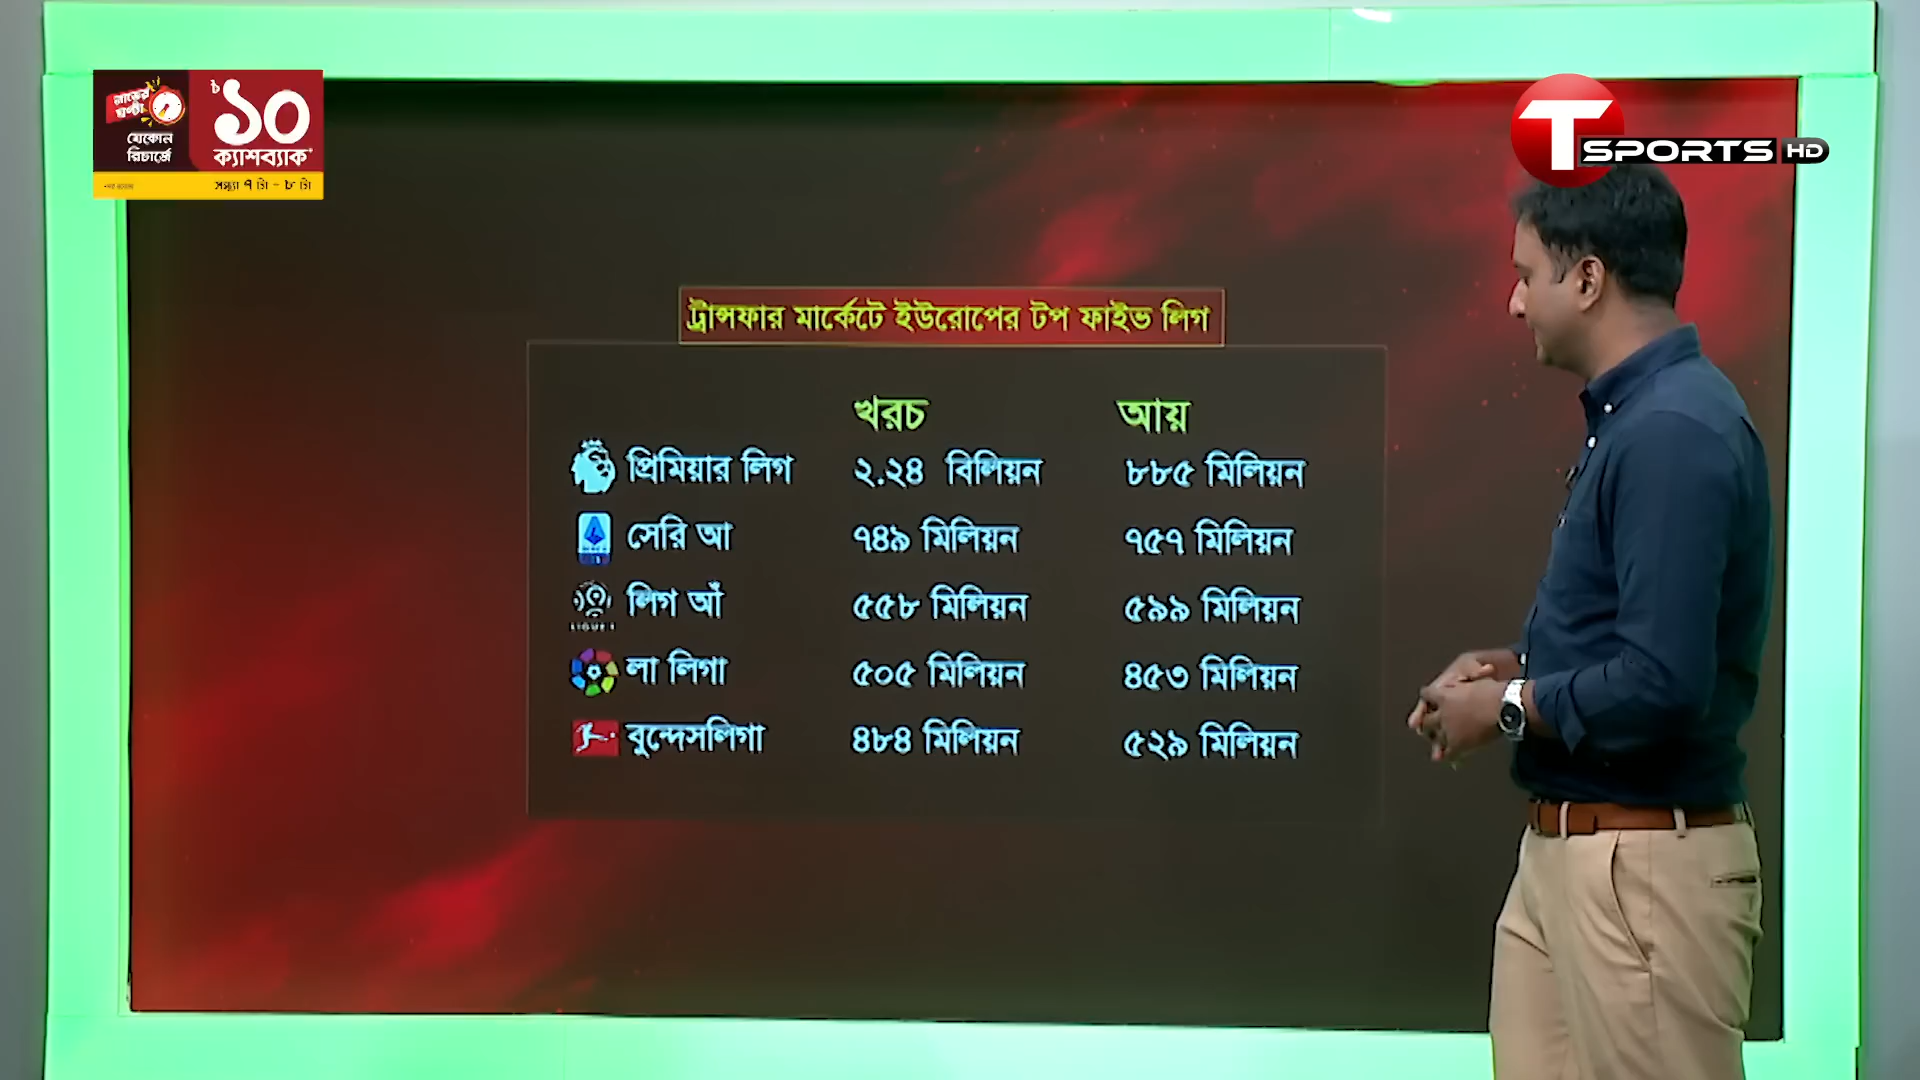 যেকোন
রিচার্জে
৳১০
ক্যাশব্যাক*
সন্ধ্যা ৭ টা - ৮ টা
T SPORTS HD
ট্রান্সফার মার্কেটে ইউরোপের টপ ফাইভ লিগ
খরচ আয়
প্রিমিয়ার লিগ ২.২৪ বিলিয়ন ৮৮৫ মিলিয়ন
সেরি আ ৭৪৯ মিলিয়ন ৭৫৭ মিলিয়ন
লিগ আঁ ৫৫৮ মিলিয়ন ৫৯৯ মিলিয়ন
লা লিগা ৫০৫ মিলিয়ন ৪৫৩ মিলিয়ন
বুন্দেসলিগা ৪৮৪ মিলিয়ন ৫২৯ মিলিয়ন